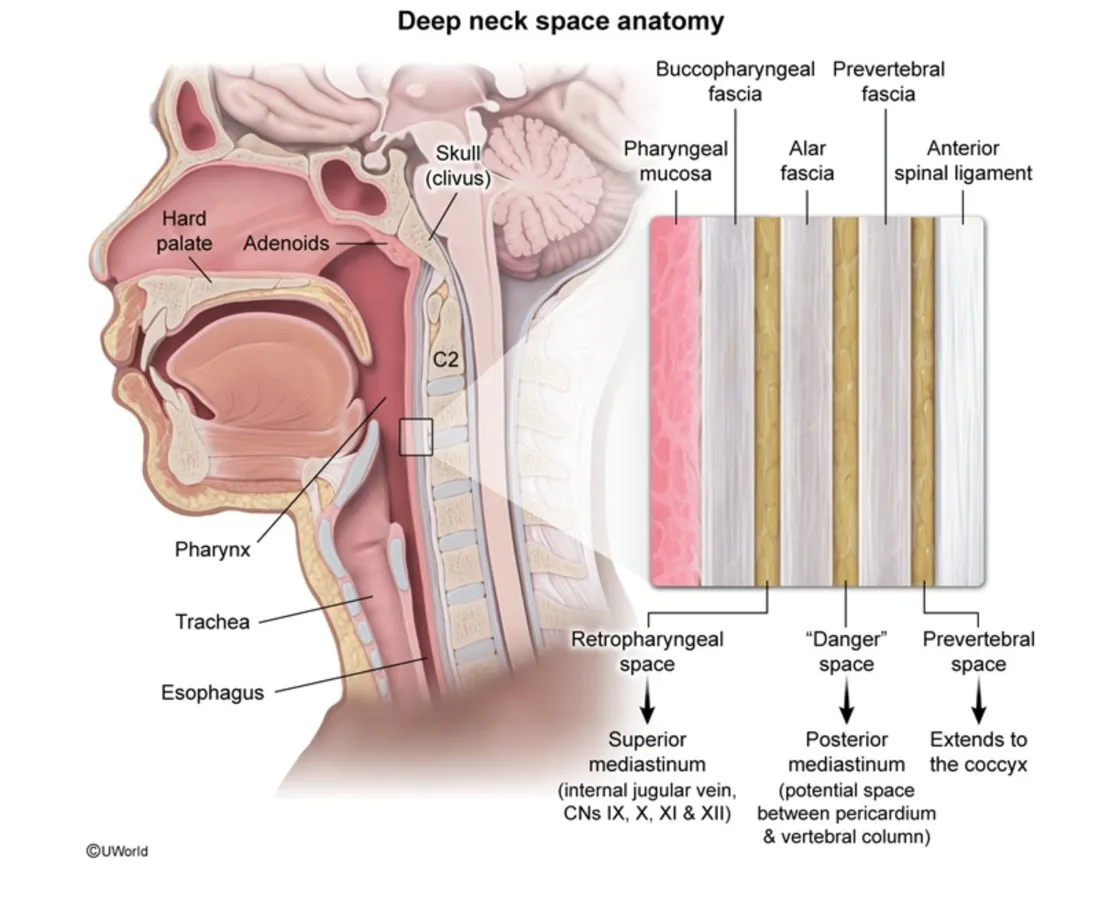 Deep neck space anatomy
Buccopharyngeal
fascia
Prevertebral
fascia
Pharyngeal
mucosa
Alar
fascia
Anterior
spinal ligament
Skull
(clivus)
Hard
palate
Adenoids
C2
Pharynx
Trachea
Esophagus
Retropharyngeal
space
“Danger”
space
Prevertebral
space
Superior
mediastinum
(internal jugular vein,
CNs IX, X, XI & XII)
Posterior
mediastinum
(potential space
between pericardium
& vertebral column)
Extends to
the coccyx
©UWorld